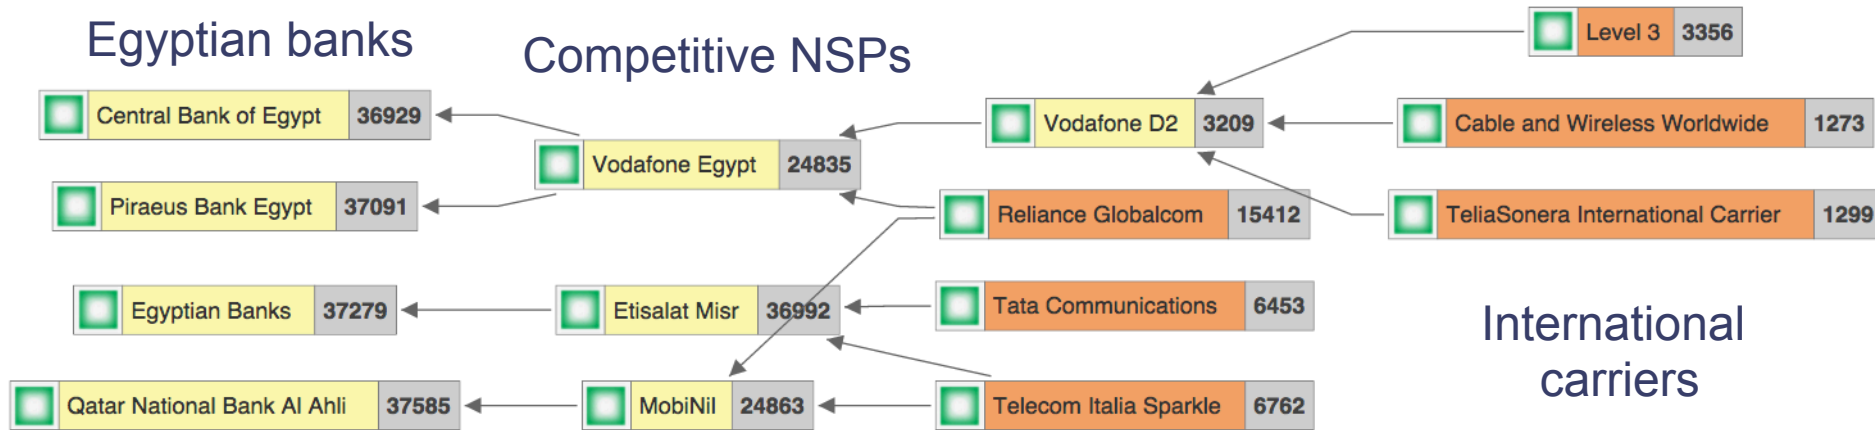 Egyptian banks
Competitive NSPs
Level 3 3356
Central Bank of Egypt 36929
Vodafone D2 3209
Cable and Wireless Worldwide 1273
Vodafone Egypt 24835
Piraeus Bank Egypt 37091
Reliance Globalcom 15412
TeliaSonera International Carrier 1299
Egyptian Banks 37279
Etisalat Misr 36992
Tata Communications 6453
International
carriers
Qatar National Bank Al Ahli 37585
MobiNil 24863
Telecom Italia Sparkle 6762